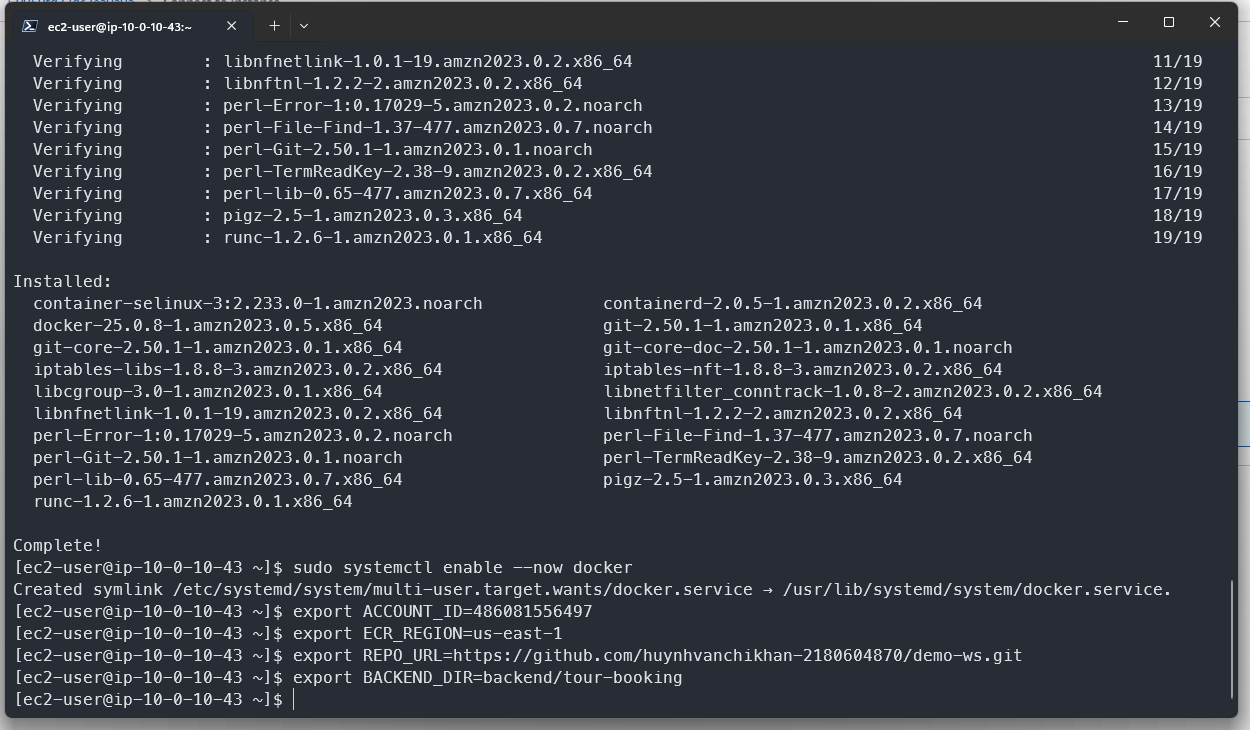 ec2-user@ip-10-0-10-43:~
Verifying : libnfnetlink-1.0.1-19.amzn2023.0.2.x86_64 11/19
Verifying : libnftnl-1.2.2-2.amzn2023.0.2.x86_64 12/19
Verifying : perl-Error-1:0.17029-5.amzn2023.0.2.noarch 13/19
Verifying : perl-File-Find-1.37-477.amzn2023.0.7.noarch 14/19
Verifying : perl-Git-2.50.1-1.amzn2023.0.1.noarch 15/19
Verifying : perl-TermReadKey-2.38-9.amzn2023.0.2.x86_64 16/19
Verifying : perl-lib-0.65-477.amzn2023.0.7.x86_64 17/19
Verifying : pigz-2.5-1.amzn2023.0.3.x86_64 18/19
Verifying : runc-1.2.6-1.amzn2023.0.1.x86_64 19/19
Installed:
container-selinux-3:2.233.0-1.amzn2023.noarch containerd-2.0.5-1.amzn2023.0.2.x86_64
docker-25.0.8-1.amzn2023.0.5.x86_64 git-2.50.1-1.amzn2023.0.1.x86_64
git-core-2.50.1-1.amzn2023.0.1.x86_64 git-core-doc-2.50.1-1.amzn2023.0.1.noarch
iptables-libs-1.8.8-3.amzn2023.0.2.x86_64 iptables-nft-1.8.8-3.amzn2023.0.2.x86_64
libcgroup-3.0-1.amzn2023.0.1.x86_64 libnetfilter_conntrack-1.0.8-2.amzn2023.0.2.x86_64
libnfnetlink-1.0.1-19.amzn2023.0.2.x86_64 libnftnl-1.2.2-2.amzn2023.0.2.x86_64
perl-Error-1:0.17029-5.amzn2023.0.2.noarch perl-File-Find-1.37-477.amzn2023.0.7.noarch
perl-Git-2.50.1-1.amzn2023.0.1.noarch perl-TermReadKey-2.38-9.amzn2023.0.2.x86_64
perl-lib-0.65-477.amzn2023.0.7.x86_64 pigz-2.5-1.amzn2023.0.3.x86_64
runc-1.2.6-1.amzn2023.0.1.x86_64
Complete!
[ec2-user@ip-10-0-10-43 ~]$ sudo systemctl enable --now docker
Created symlink /etc/systemd/system/multi-user.target.wants/docker.service → /usr/lib/systemd/system/docker.service.
[ec2-user@ip-10-0-10-43 ~]$ export ACCOUNT_ID=486081556497
[ec2-user@ip-10-0-10-43 ~]$ export ECR_REGION=us-east-1
[ec2-user@ip-10-0-10-43 ~]$ export REPO_URL=https://github.com/huynhvanchikhan-2180604870/demo-ws.git
[ec2-user@ip-10-0-10-43 ~]$ export BACKEND_DIR=backend/tour-booking
[ec2-user@ip-10-0-10-43 ~]$